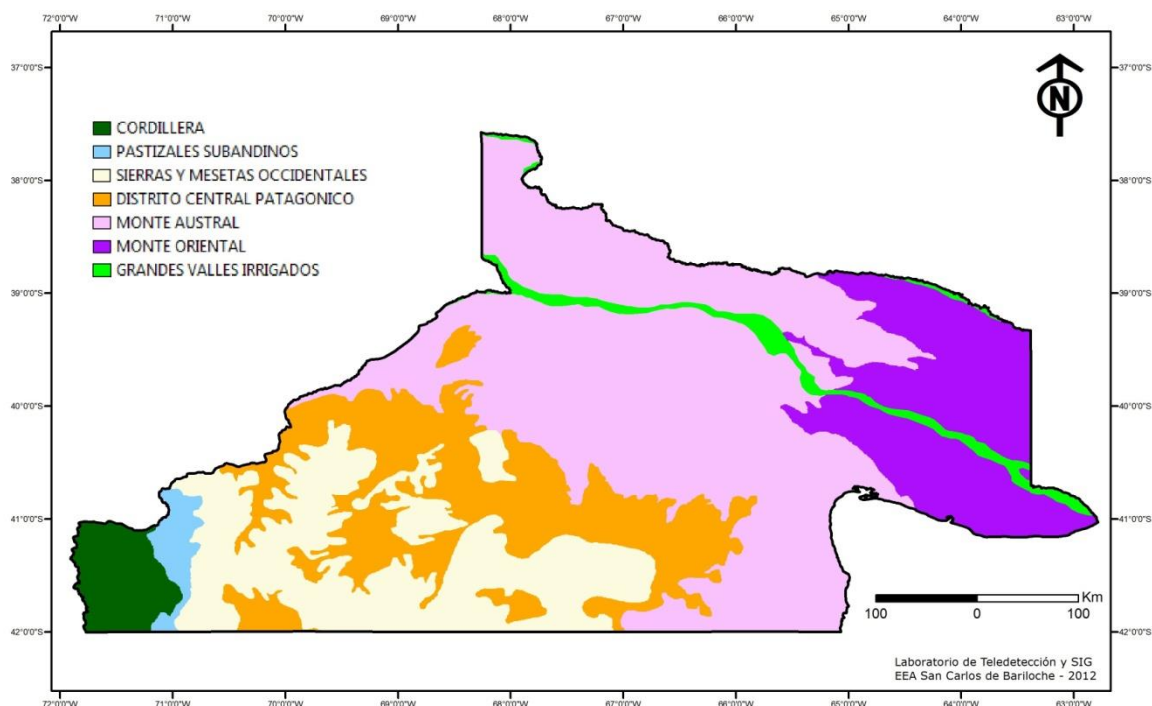 72°0'0"W 71°0'0"W 70°0'0"W 69°0'0"W 68°0'0"W 67°0'0"W 66°0'0"W 65°0'0"W 64°0'0"W 63°0'0"W
37°0'0"S 37°0'0"S
N
CORDILLERA
PASTIZALES SUBANDINOS
38°0'0"S 38°0'0"S
SIERRAS Y MESETAS OCCIDENTALES
DISTRITO CENTRAL PATAGONICO
MONTE AUSTRAL
MONTE ORIENTAL
GRANDES VALLES IRRIGADOS
39°0'0"S 39°0'0"S
40°0'0"S 40°0'0"S
41°0'0"S 41°0'0"S
Km
100 0 100
42°0'0"S 42°0'0"S
Laboratorio de Teledetección y SIG
EEA San Carlos de Bariloche - 2012
72°0'0"W 71°0'0"W 70°0'0"W 69°0'0"W 68°0'0"W 67°0'0"W 66°0'0"W 65°0'0"W 64°0'0"W 63°0'0"W